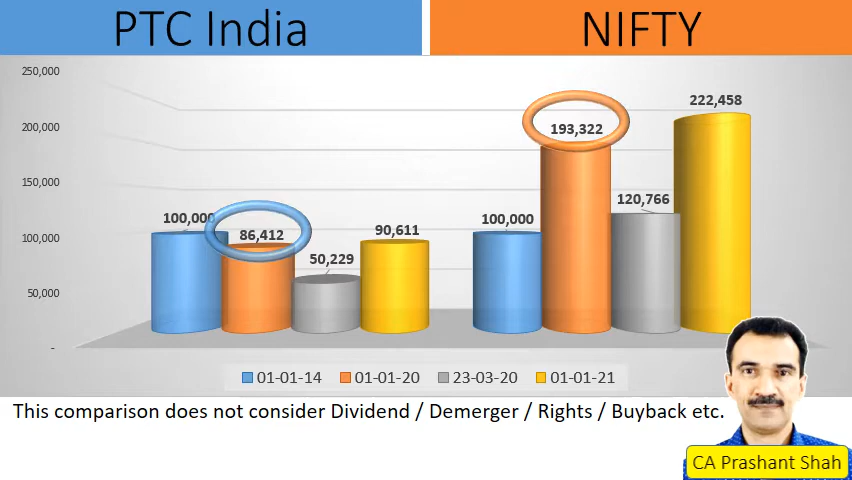 PTC India
NIFTY
250,000
200,000
150,000
100,000
50,000
-
100,000
86,412
50,229
90,611
100,000
193,322
120,766
222,458
01-01-14 01-01-20 23-03-20 01-01-21
This comparison does not consider Dividend / Demerger / Rights / Buyback etc.
CA Prashant Shah